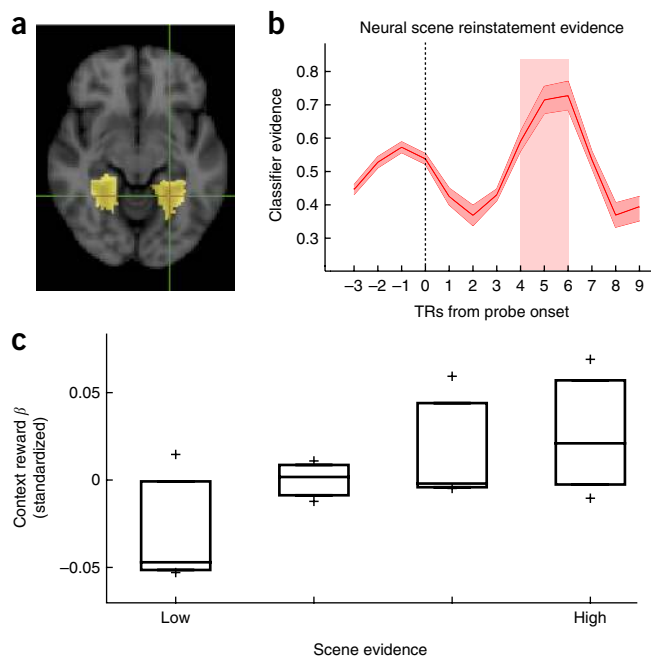 a
b
Neural scene reinstatement evidence
0.8
0.7
0.6
0.5
0.4
0.3
Classifier evidence
–3 –2 –1 0 1 2 3 4 5 6 7 8 9
TRs from probe onset
c
0.05
0
–0.05
Context reward β
(standardized)
Low
High
Scene evidence